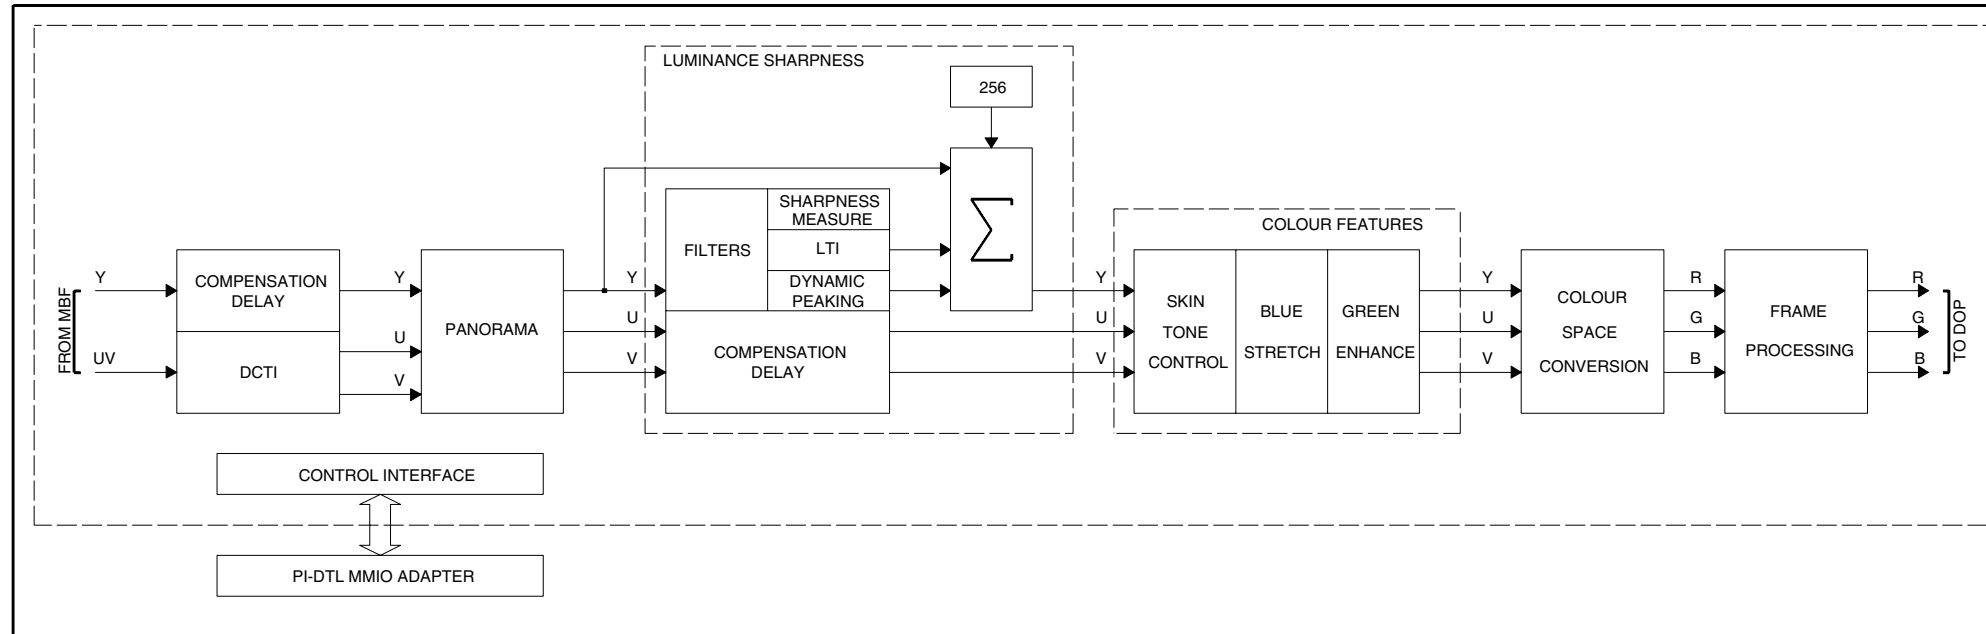 LUMINANCE SHARPNESS
256
SHARPNESS
MEASURE
FILTERS
LTI
DYNAMIC
PEAKING
Σ
COLOUR FEATURES
FROM MBF
Y
UV
COMPENSATION
DELAY
DCTI
Y
U
V
PANORAMA
Y
U
V
COMPENSATION
DELAY
Y
U
V
SKIN
TONE
CONTROL
BLUE
STRETCH
GREEN
ENHANCE
Y
U
V
COLOUR
SPACE
CONVERSION
R
G
B
FRAME
PROCESSING
R
G
B
TO DOP
CONTROL INTERFACE
PI-DTL MMIO ADAPTER